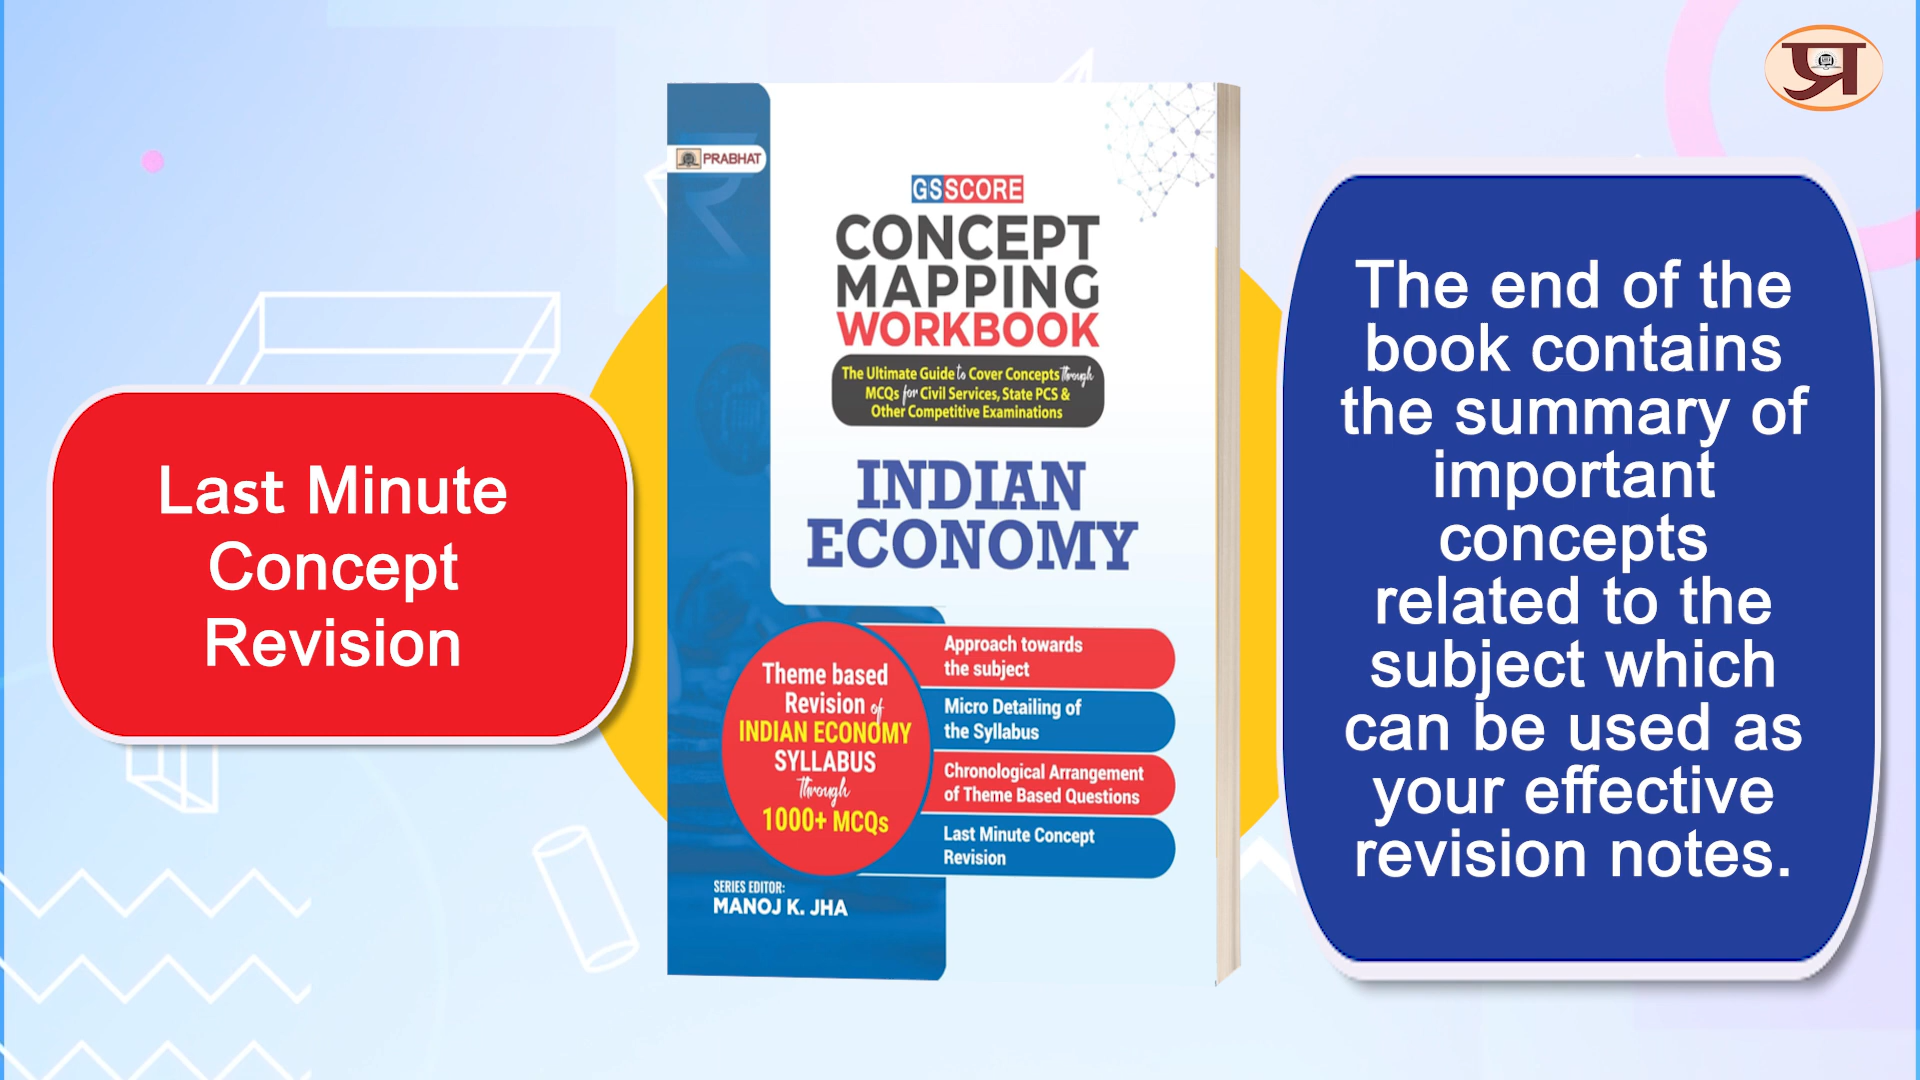 प्र
Last Minute
Concept
Revision
PRABHAT
GSSCORE
CONCEPT
MAPPING
WORKBOOK
The Ultimate Guide to Cover Concepts Through
MCQs for Civil Services, State PCS &
Other Competitive Examinations
INDIAN
ECONOMY
Theme based
Revision of
INDIAN ECONOMY
SYLLABUS
Through
1000+ MCQs
Approach towards
the subject
Micro Detailing of
the Syllabus
Chronological Arrangement
of Theme Based Questions
Last Minute Concept
Revision
SERIES EDITOR:
MANOJ K. JHA
The end of the
book contains
the summary of
important
concepts
related to the
subject which
can be used as
your effective
revision notes.